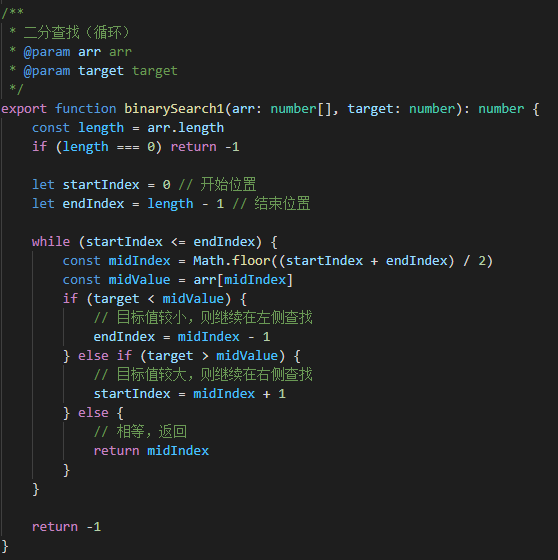 /**
 * 二分查找（循环）
 * @param arr arr
 * @param target target
 */
export function binarySearch1(arr: number[], target: number): number {
    const length = arr.length
    if (length === 0) return -1

    let startIndex = 0 // 开始位置
    let endIndex = length - 1 // 结束位置

    while (startIndex <= endIndex) {
        const midIndex = Math.floor((startIndex + endIndex) / 2)
        const midValue = arr[midIndex]
        if (target < midValue) {
            // 目标值较小，则继续在左侧查找
            endIndex = midIndex - 1
        } else if (target > midValue) {
            // 目标值较大，则继续在右侧查找
            startIndex = midIndex + 1
        } else {
            // 相等，返回
            return midIndex
        }
    }

    return -1
}